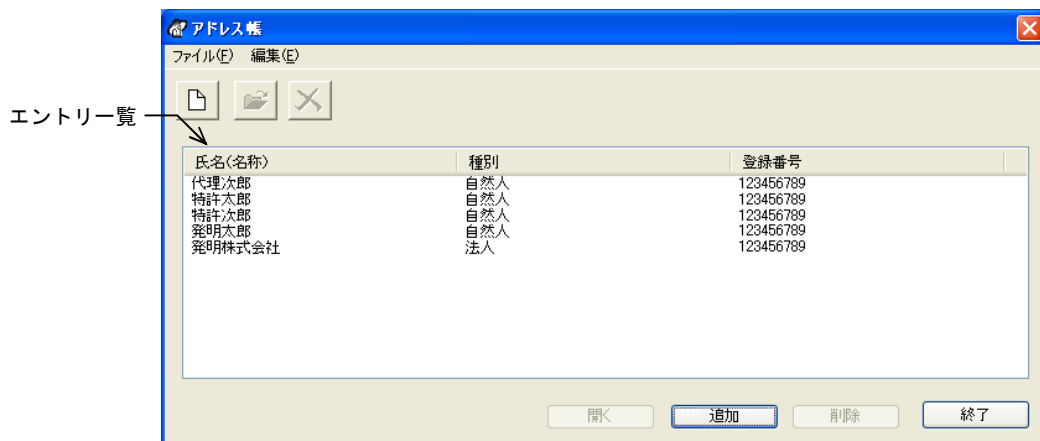 アドレス帳
ファイル(F) 編集(E)
エントリ一覧
氏名(名称) 種別 登録番号
代理次郎 自然人 123456789
特許太郎 自然人 123456789
特許次郎 自然人 123456789
発明太郎 自然人 123456789
発明株式会社 法人 123456789
開く 追加 削除 終了